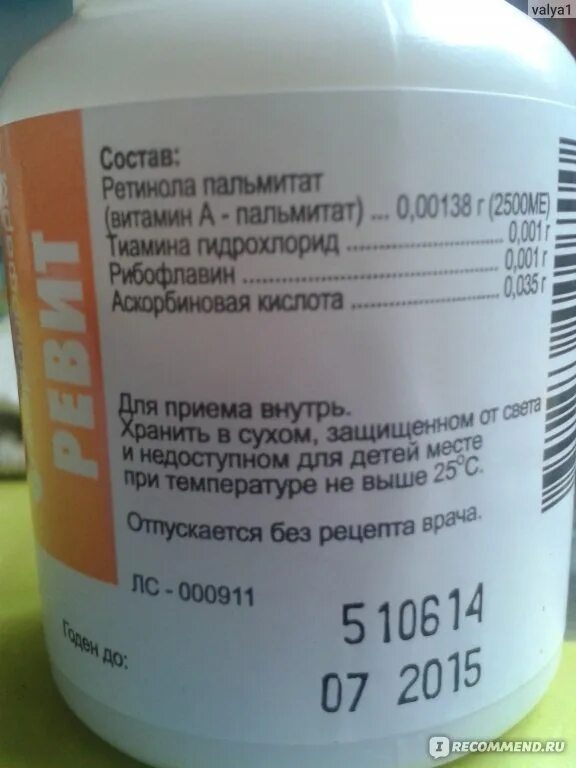 valya1
РЕВИТ
Состав:
Ретинола пальмитат
(витамин А - пальмитат) ... 0,00138 г (2500МЕ)
Тиамина гидрохлорид ........................ 0,001 г
Рибофлавин ....................................... 0,001 г
Аскорбиновая кислота ....................... 0,035 г
Для приема внутрь.
Хранить в сухом, защищенном от света
и недоступном для детей месте
при температуре не выше 25°С.
Отпускается без рецепта врача.
ЛС - 000911
510614
Годен до:
07 2015
IRECOMMEND.RU